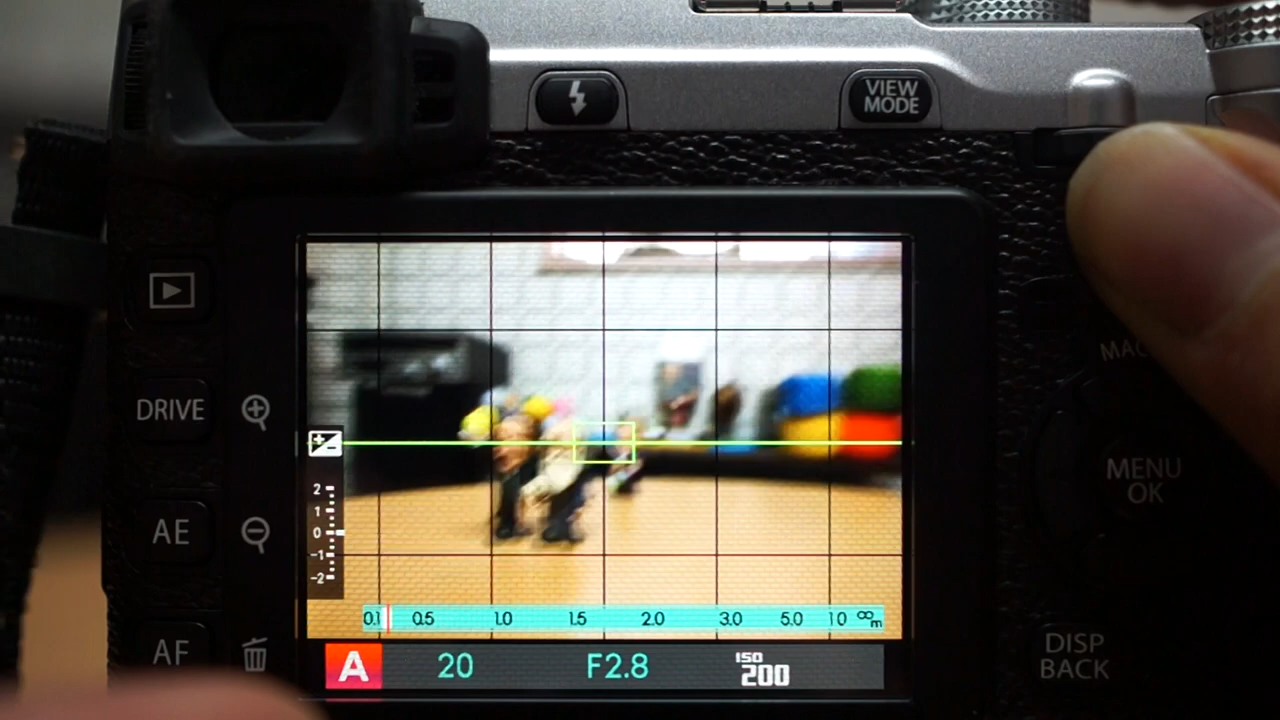 VIEW
MODE
MAC
DRIVE
MENU
OK
AE
2
1
0
-1
-2
0.1 0.5 1.0 1.5 2.0 3.0 5.0 10 ∞m
AF
A 20 F2.8 ISO 200
DISP
BACK